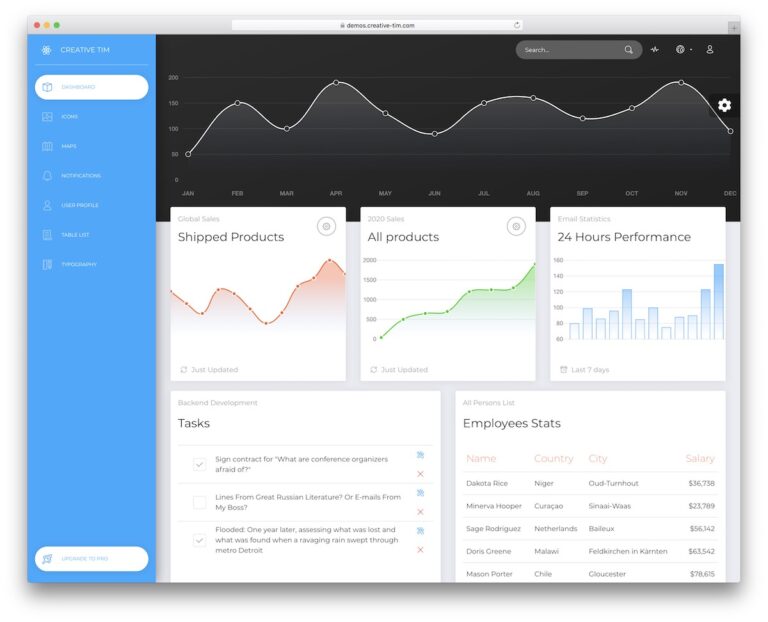 demos.creative-tim.com
CREATIVE TIM
Search...
DASHBOARD
ICONS
MAPS
NOTIFICATIONS
USER PROFILE
TABLE LIST
TYPOGRAPHY
UPGRADE TO PRO
200
150
100
50
0
JAN FEB MAR APR MAY JUN JUL AUG SEP OCT NOV DEC
Global Sales
Shipped Products
Just Updated
2020 Sales
All products
2000
1500
1000
500
0
Just Updated
Email Statistics
24 Hours Performance
160
140
120
100
80
60
Last 7 days
Backend Development
Tasks
Sign contract for "What are conference organizers
afraid of?"
Lines From Great Russian Literature? Or E-mails From
My Boss?
Flooded: One year later, assessing what was lost and
what was found when a ravaging rain swept through
metro Detroit
All Persons List
Employees Stats
Name Country City Salary
Dakota Rice Niger Oud-Turnhout $36,738
Minerva Hooper Curaçao Sinaai-Waas $23,789
Sage Rodriguez Netherlands Baileux $56,142
Doris Greene Malawi Feldkirchen in Kärnten $63,542
Mason Porter Chile Gloucester $78,615